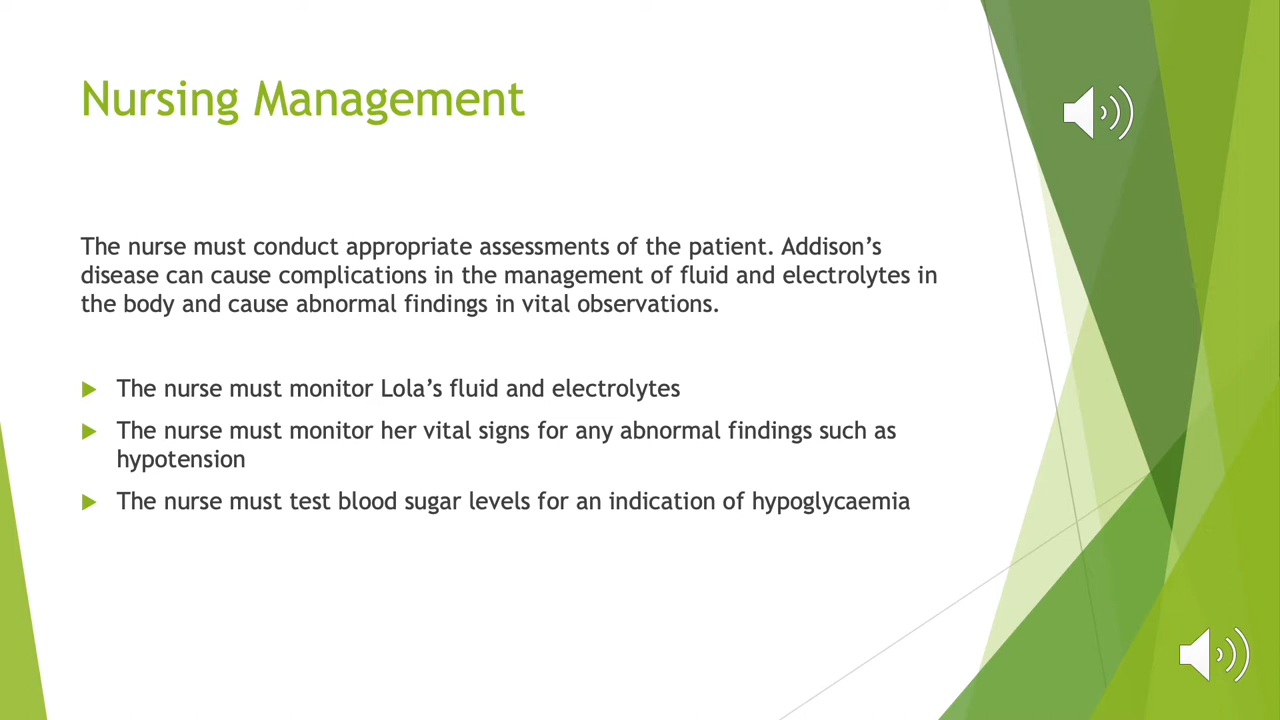 Nursing Management
The nurse must conduct appropriate assessments of the patient. Addison’s
disease can cause complications in the management of fluid and electrolytes in
the body and cause abnormal findings in vital observations.
The nurse must monitor Lola’s fluid and electrolytes
The nurse must monitor her vital signs for any abnormal findings such as
hypotension
The nurse must test blood sugar levels for an indication of hypoglycaemia